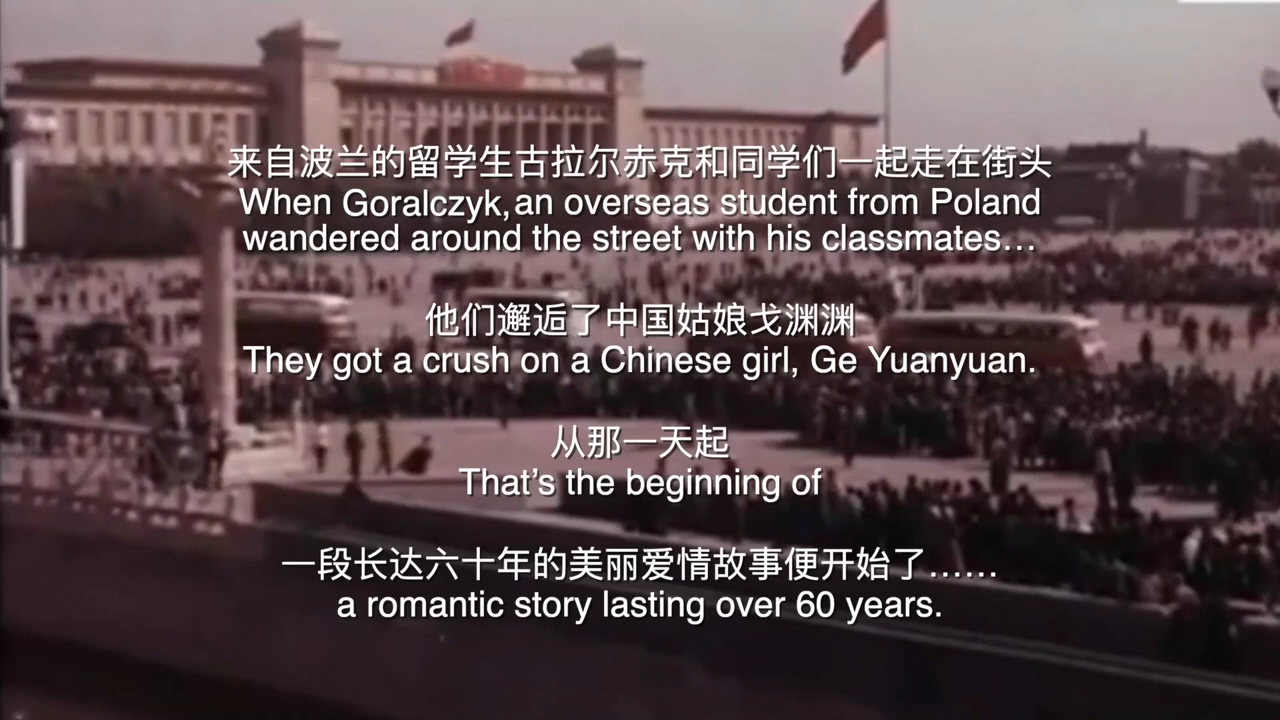 来自波兰的留学生古拉尔赤克和同学们一起走在街头
When Goralczyk,an overseas student from Poland
wandered around the street with his classmates…
他们邂逅了中国姑娘戈渊渊
They got a crush on a Chinese girl, Ge Yuanyuan.
从那一天起
That's the beginning of
一段长达六十年的美丽爱情故事便开始了……
a romantic story lasting over 60 years.